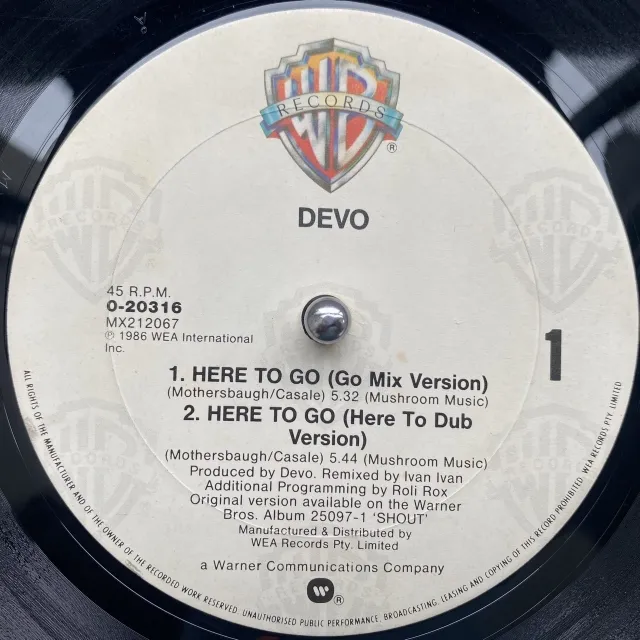 WB
RECORDS
®
DEVO
45 R.P.M.
0-20316
MX212067
℗ 1986 WEA International
Inc.
1
1. HERE TO GO (Go Mix Version)
(Mothersbaugh/Casale) 5.32 (Mushroom Music)
2. HERE TO GO (Here To Dub
Version)
(Mothersbaugh/Casale) 5.44 (Mushroom Music)
Produced by Devo. Remixed by Ivan Ivan
Additional Programming by Roli Rox
Original version available on the Warner
Bros. Album 25097-1 'SHOUT'
Manufactured & Distributed by
WEA Records Pty. Limited
a Warner Communications Company
®
ALL RIGHTS OF THE MANUFACTURER AND OF THE OWNER OF THE RECORDED WORK RESERVED. UNAUTHORISED PUBLIC PERFORMANCE, BROADCASTING, LEASING AND COPYING OF THIS RECORD PROHIBITED. WEA RECORDS PTY. LIMITED